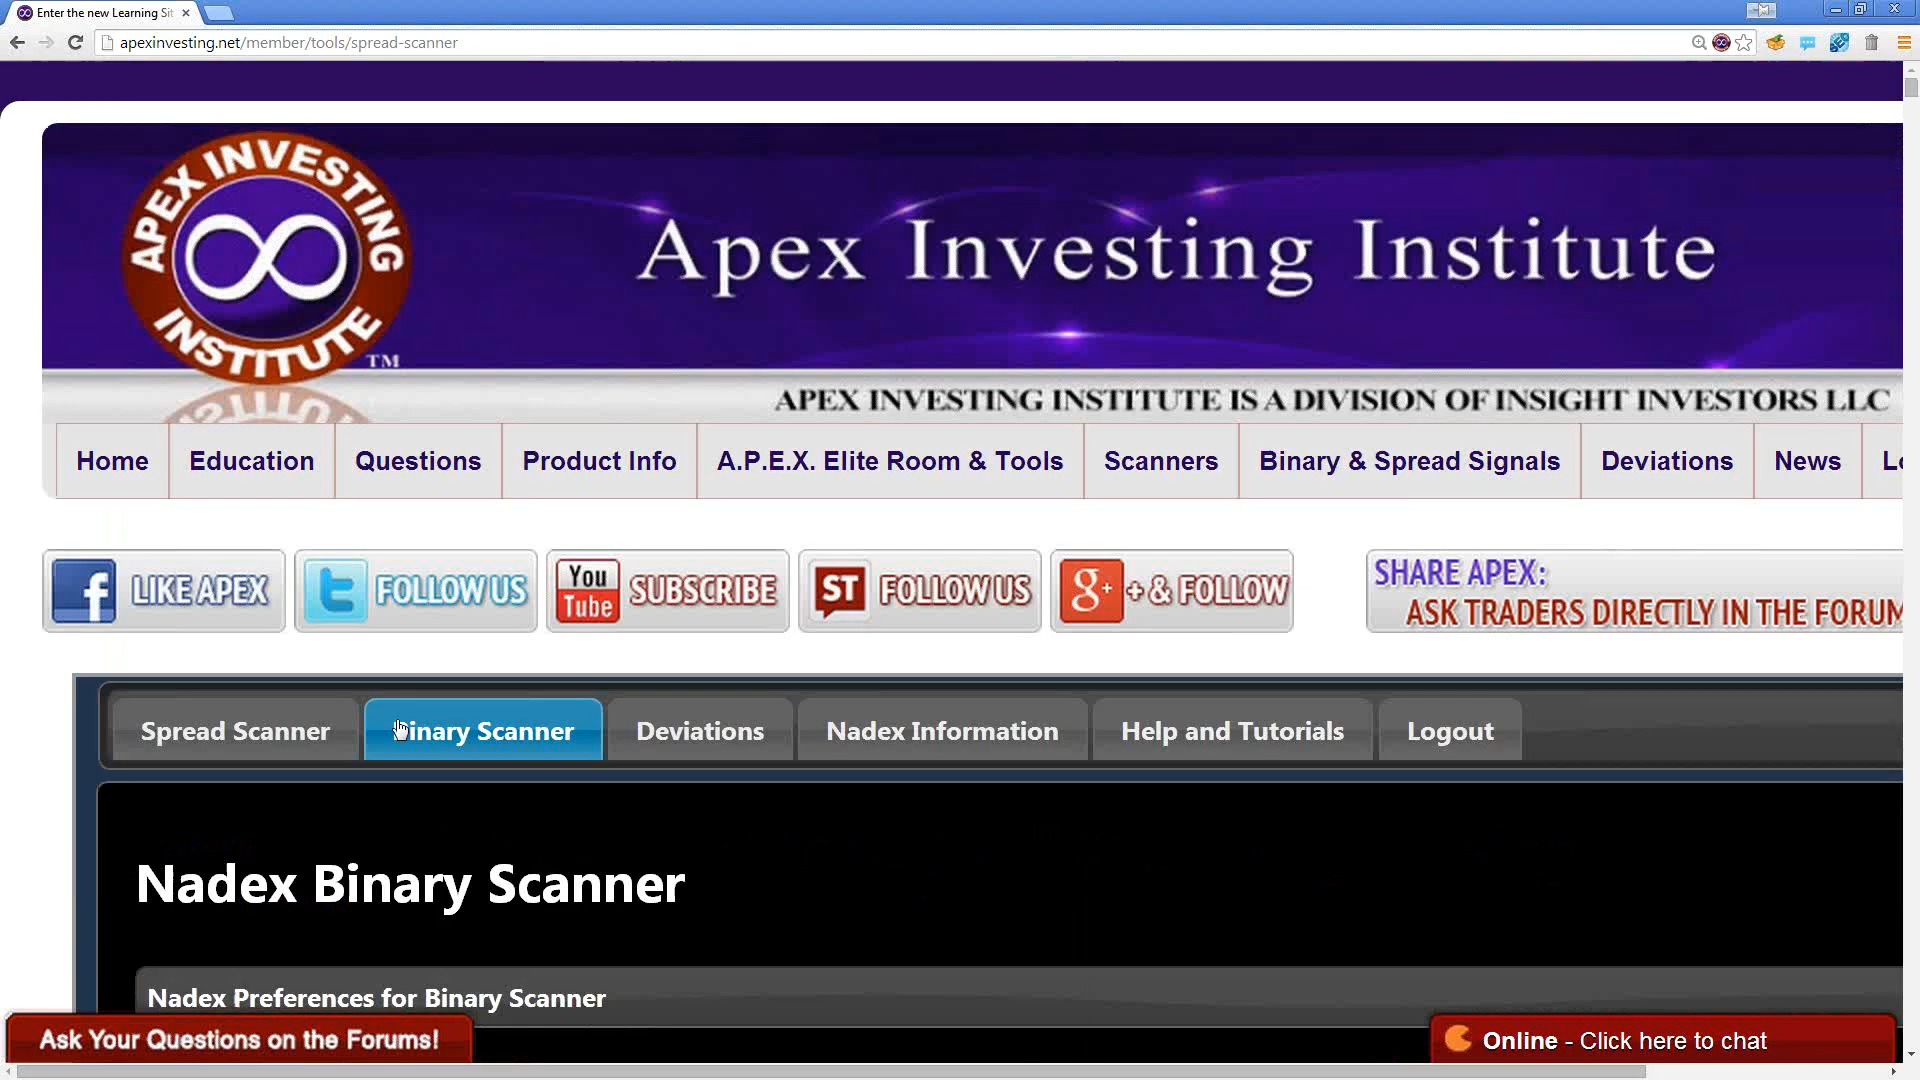 Enter the new Learning Sit
apexinvesting.net/member/tools/spread-scanner
APEX INVESTING
INSTITUTE
TM
Apex Investing Institute
APEX INVESTING INSTITUTE IS A DIVISION OF INSIGHT INVESTORS LLC
Home Education Questions Product Info A.P.E.X. Elite Room & Tools Scanners Binary & Spread Signals Deviations News
f LIKE APEX t FOLLOW US You Tube SUBSCRIBE ST FOLLOW US g+ + & FOLLOW SHARE APEX:
ASK TRADERS DIRECTLY IN THE FORUM
Spread Scanner Binary Scanner Deviations Nadex Information Help and Tutorials Logout
Nadex Binary Scanner
Nadex Preferences for Binary Scanner
Ask Your Questions on the Forums! Online - Click here to chat